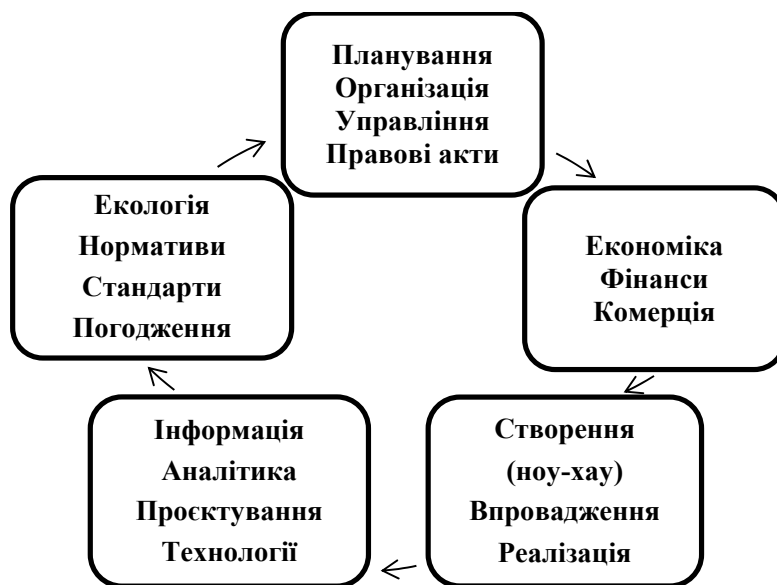 Планування
Організація
Управління
Правові акти
Економіка
Фінанси
Комерція
Створення
(ноу-хау)
Впровадження
Реалізація
Інформація
Аналітика
Проєктування
Технології
Екологія
Нормативи
Стандарти
Погодження